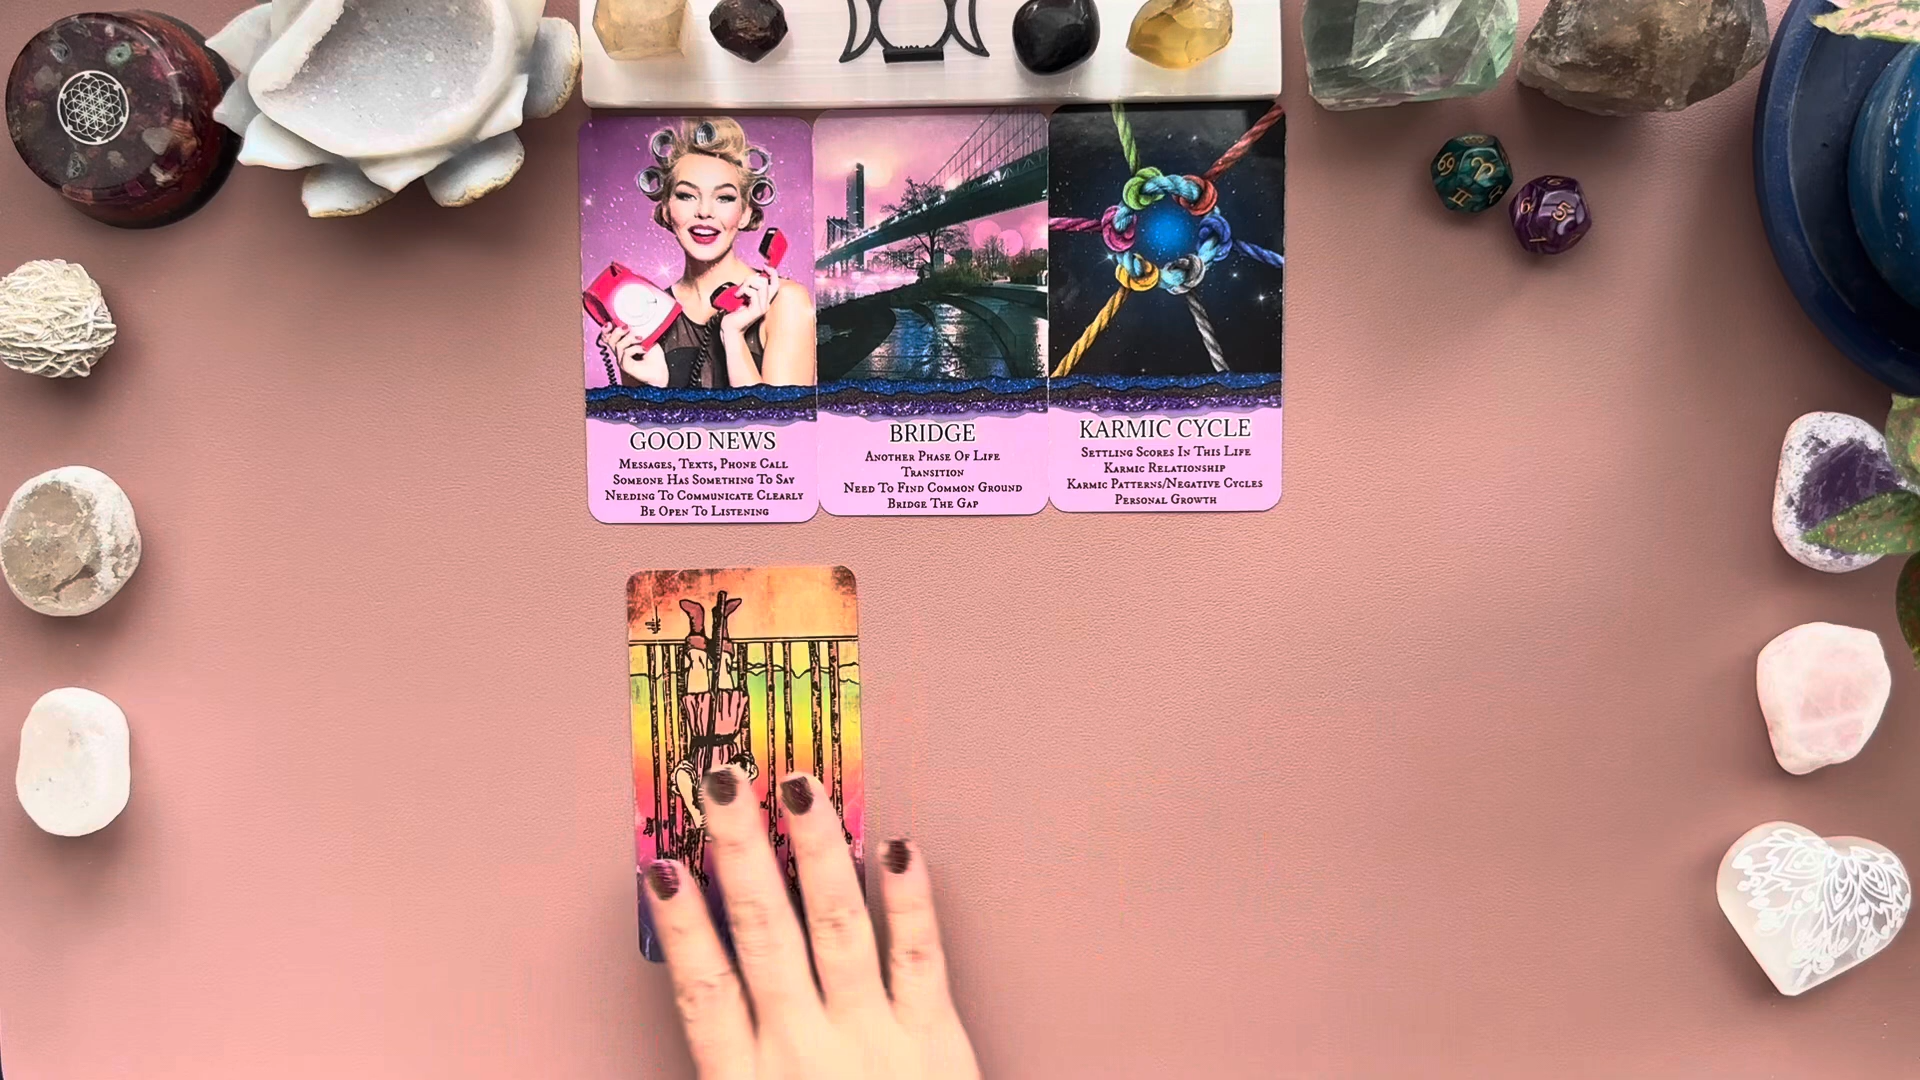 GOOD NEWS
Messages, Texts, Phone Call
Someone Has Something To Say
Needing To Communicate Clearly
Be Open To Listening
BRIDGE
Another Phase Of Life
Transition
Need To Find Common Ground
Bridge The Gap
KARMIC CYCLE
Settling Scores In This Life
Karmic Relationship
Karmic Patterns/Negative Cycles
Personal Growth